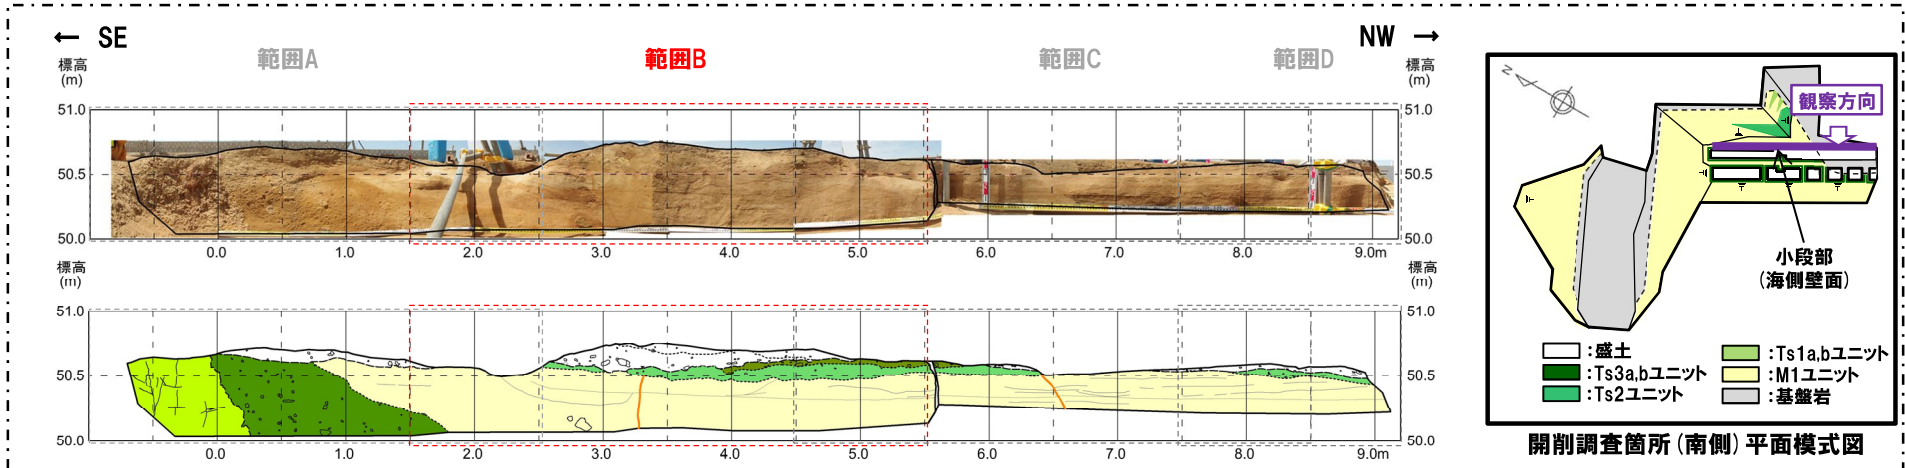 ← SE
NW →
範囲A
範囲B
範囲C
範囲D
標高
(m)
標高
(m)
51.0
50.5
50.0
51.0
50.5
50.0
0.0
1.0
2.0
3.0
4.0
5.0
6.0
7.0
8.0
9.0m
標高
(m)
標高
(m)
51.0
50.5
50.0
51.0
50.5
50.0
0.0
1.0
2.0
3.0
4.0
5.0
6.0
7.0
8.0
9.0m
N
観察方向
小段部
(海側壁面)
:盛土
:Ts3a,bユニット
:Ts2ユニット
:Ts1a,bユニット
:M1ユニット
:基盤岩
開削調査箇所(南側)平面模式図